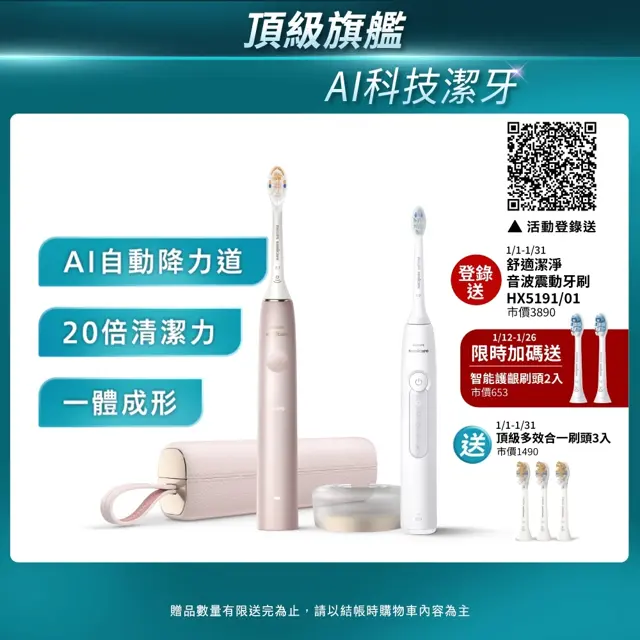 頂級旗艦
AI科技潔牙
AI自動降力道
20倍清潔力
一體成形
▲ 活動登錄送
登錄送
1/1-1/31
舒適潔淨
音波震動牙刷
HX5191/01
市價3890
1/12-1/26
限時加碼送
智能護齦刷頭2入
市價653
送
1/1-1/31
頂級多效合一刷頭3入
市價1490
贈品數量有限送完為止，請以結帳時購物車內容為主